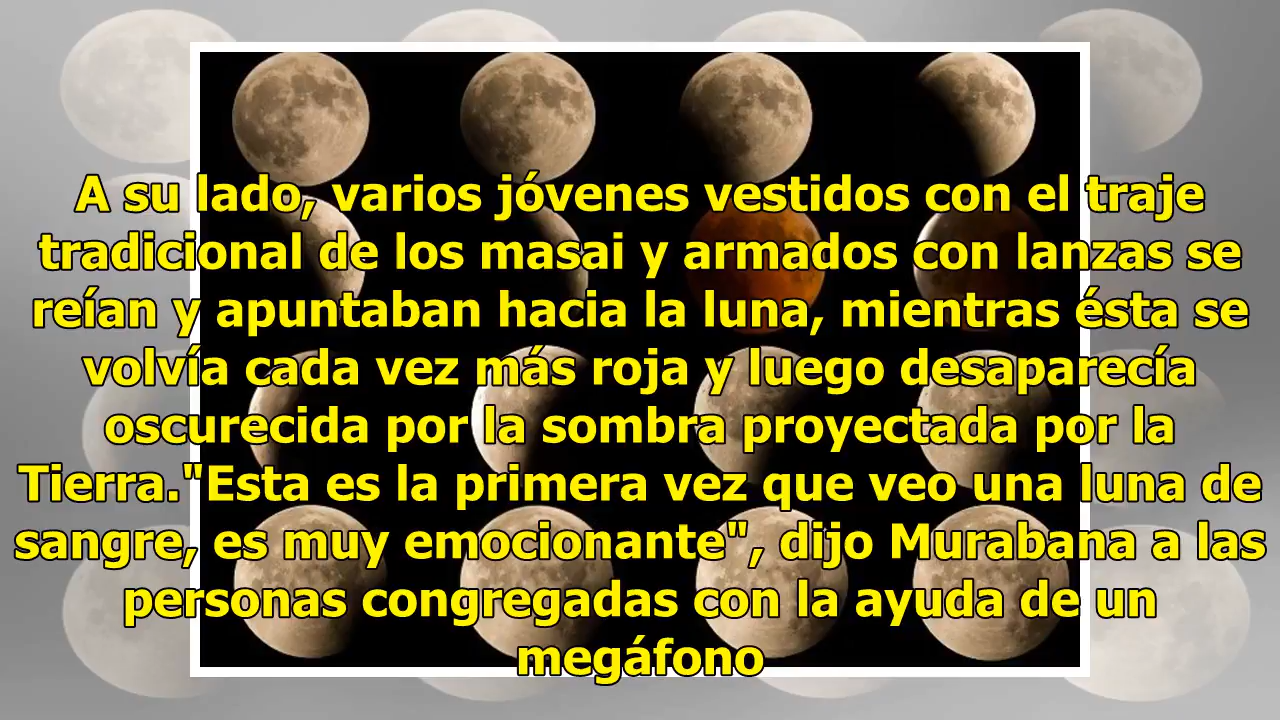 A su lado, varios jóvenes vestidos con el traje
tradicional de los masai y armados con lanzas se
reían y apuntaban hacia la luna, mientras ésta se
volvía cada vez más roja y luego desaparecía
oscurecida por la sombra proyectada por la
Tierra."Esta es la primera vez que veo una luna de
sangre, es muy emocionante", dijo Murabana a las
personas congregadas con la ayuda de un
megáfono